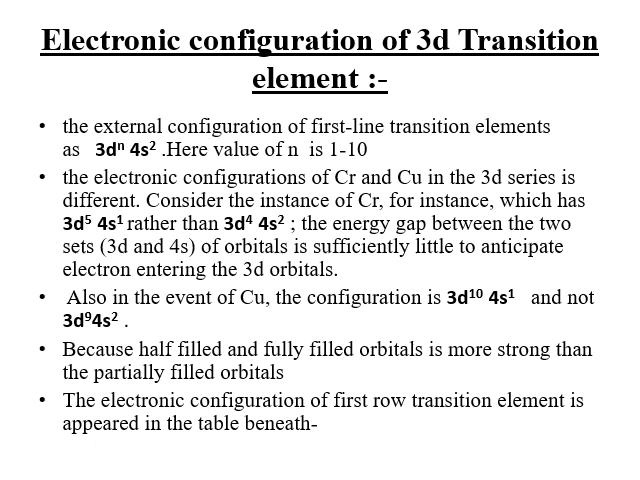 Electronic configuration of 3d Transition
element :-
• the external configuration of first-line transition elements
as 3dⁿ 4s² .Here value of n is 1-10
• the electronic configurations of Cr and Cu in the 3d series is
different. Consider the instance of Cr, for instance, which has
3d⁵ 4s¹ rather than 3d⁴ 4s² ; the energy gap between the two
sets (3d and 4s) of orbitals is sufficiently little to anticipate
electron entering the 3d orbitals.
• Also in the event of Cu, the configuration is 3d¹⁰ 4s¹ and not
3d⁹4s² .
• Because half filled and fully filled orbitals is more strong than
the partially filled orbitals
• The electronic configuration of first row transition element is
appeared in the table beneath-